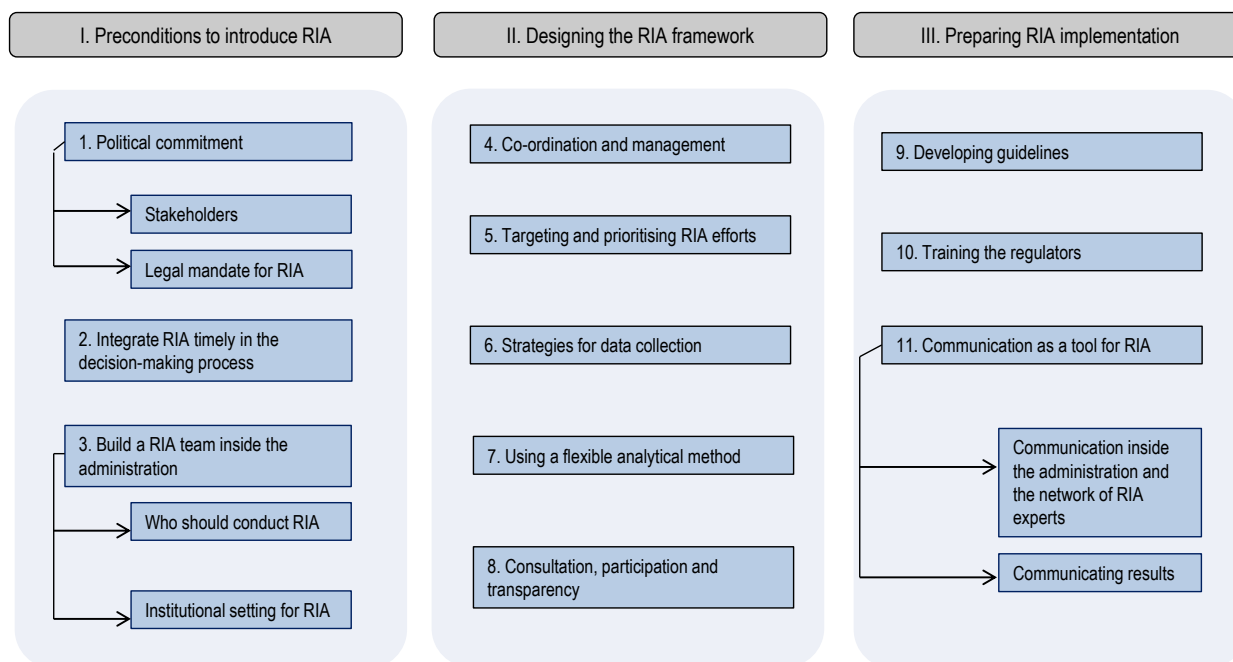 I. Preconditions to introduce RIA
1. Political commitment
Stakeholders
Legal mandate for RIA
2. Integrate RIA timely in the
decision-making process
3. Build a RIA team inside the
administration
Who should conduct RIA
Institutional setting for RIA
II. Designing the RIA framework
4. Co-ordination and management
5. Targeting and prioritising RIA efforts
6. Strategies for data collection
7. Using a flexible analytical method
8. Consultation, participation and
transparency
III. Preparing RIA implementation
9. Developing guidelines
10. Training the regulators
11. Communication as a tool for RIA
Communication inside
the administration and
the network of RIA
experts
Communicating results